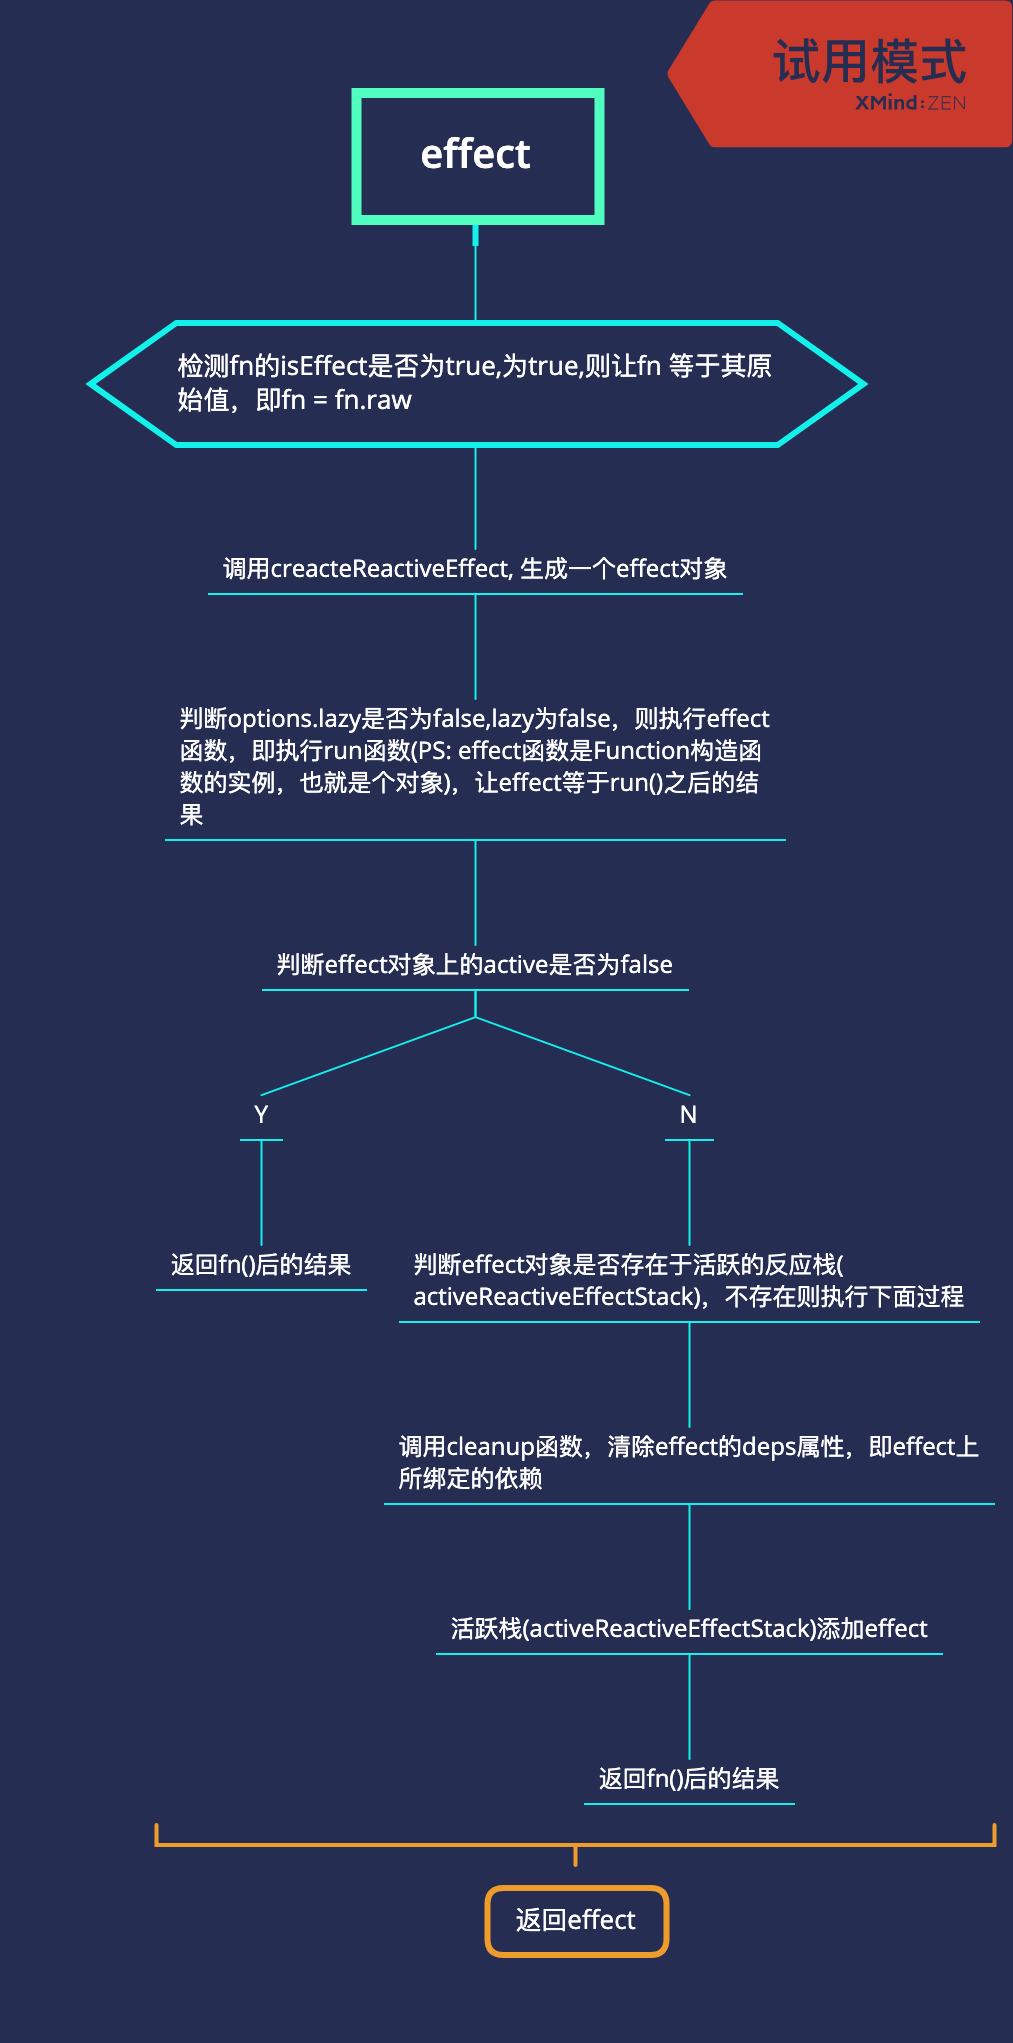 试用模式
XMind:ZEN
effect
检测fn的isEffect是否为true,为true,则让fn 等于其原
始值，即fn = fn.raw
调用creacteReactiveEffect, 生成一个effect对象
判断options.lazy是否为false,lazy为false，则执行effect
函数，即执行run函数(PS: effect函数是Function构造函
数的实例，也就是个对象)，让effect等于run()之后的结
果
判断effect对象上的active是否为false
Y
N
返回fn()后的结果
判断effect对象是否存在于活跃的反应栈(
activeReactiveEffectStack)，不存在则执行下面过程
调用cleanup函数，清除effect的deps属性，即effect上
所绑定的依赖
活跃栈(activeReactiveEffectStack)添加effect
返回fn()后的结果
返回effect